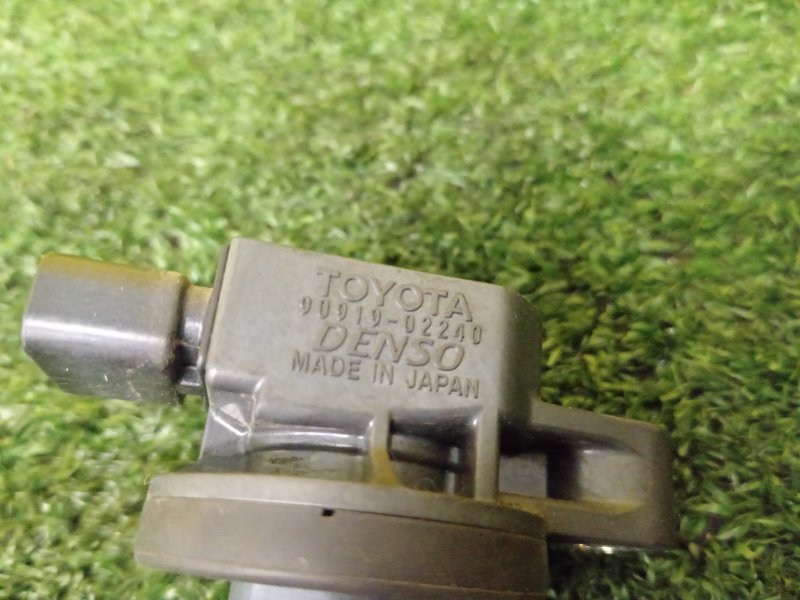 TOYOTA
90919-02240
DENSO
MADE IN JAPAN